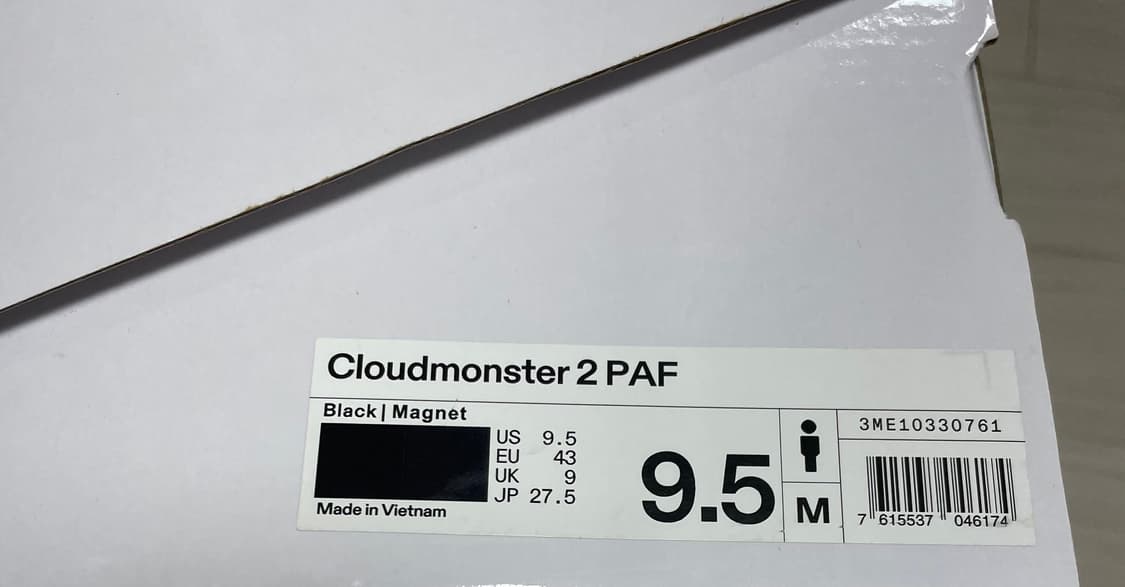 Cloudmonster 2 PAF
Black | Magnet
US 9.5
EU 43
UK 9
JP 27.5
Made in Vietnam
9.5
M
3ME10330761
7 615537 046174